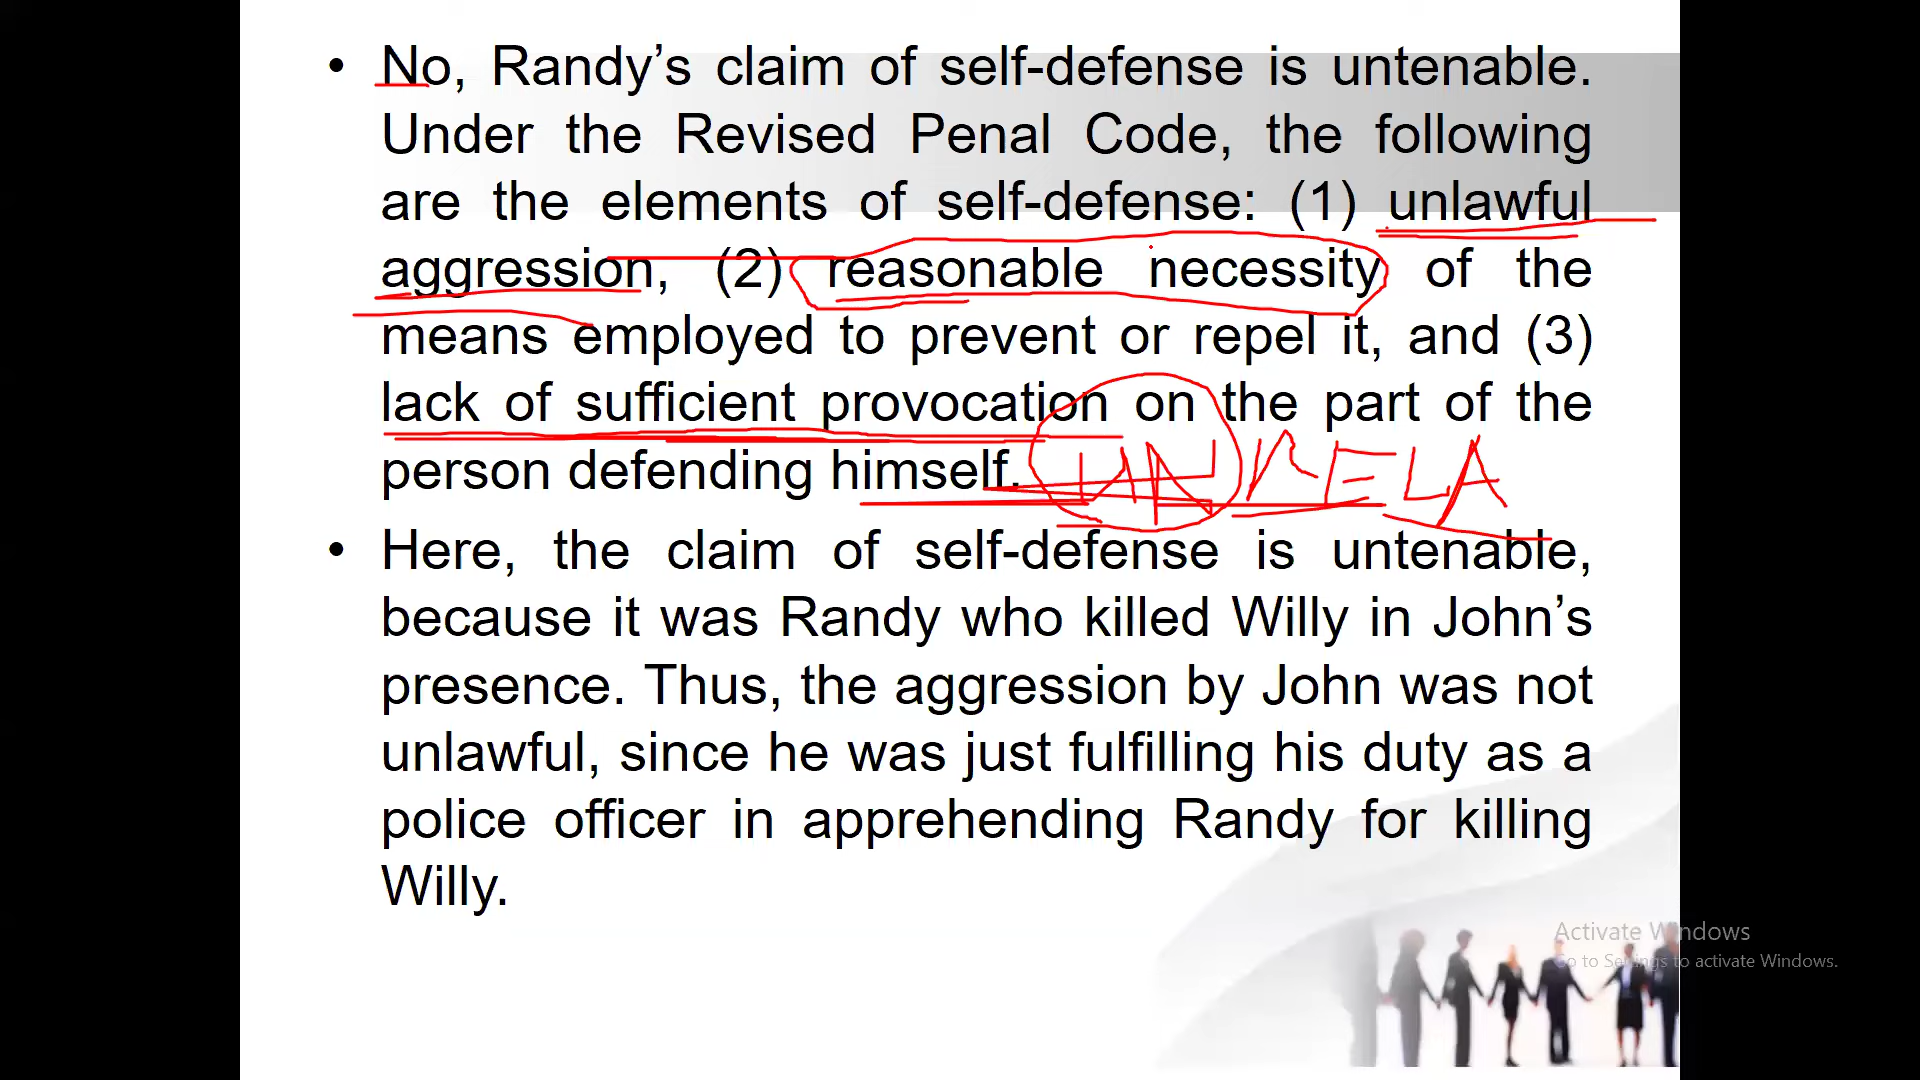 • No, Randy’s claim of self-defense is untenable.
Under the Revised Penal Code, the following
are the elements of self-defense: (1) unlawful
aggression, (2) reasonable necessity of the
means employed to prevent or repel it, and (3)
lack of sufficient provocation on the part of the
person defending himself.
• Here, the claim of self-defense is untenable,
because it was Randy who killed Willy in John’s
presence. Thus, the aggression by John was not
unlawful, since he was just fulfilling his duty as a
police officer in apprehending Randy for killing
Willy.
Activate Windows
Go to Settings to activate Windows.